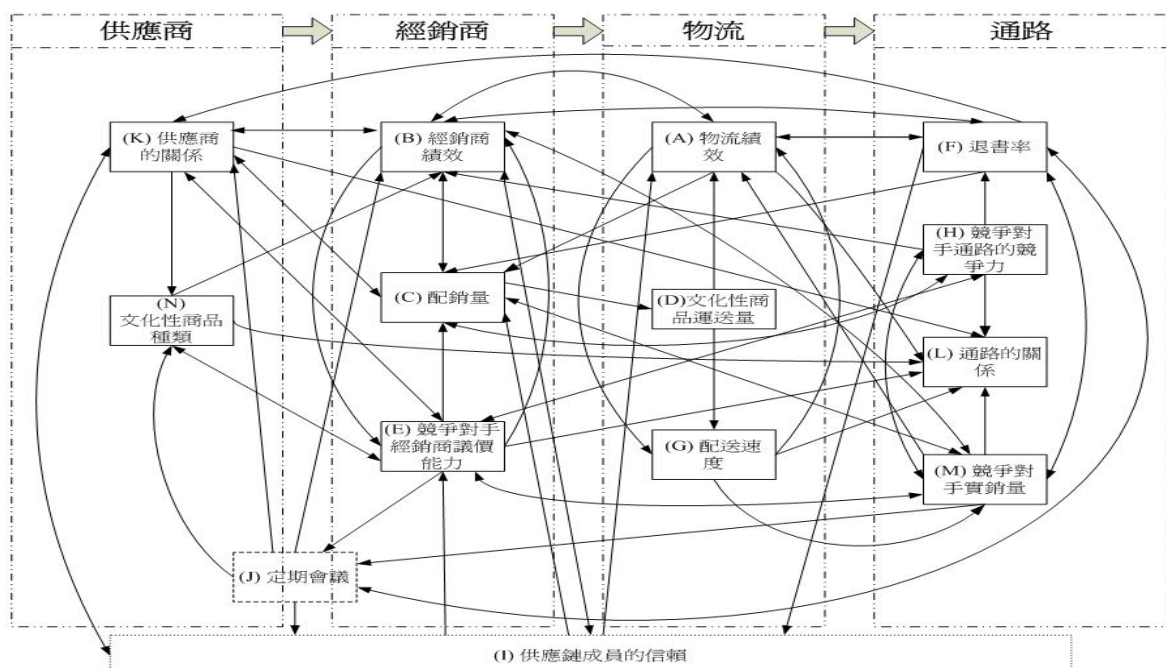 供應商
經銷商
物流
通路
(K) 供應商
的關係
(B) 經銷商
績效
(A) 物流績效
(F) 退書率
(H) 競爭對
手通路的競
爭力
(N)
文化性商品
種類
(C) 配銷量
(D)文化性商
品運送量
(L) 通路的關
係
(E) 競爭對手
經銷商議價
能力
(G) 配送速
度
(M) 競爭對
手實銷量
(J) 定期會議
(I) 供應鏈成員的信賴